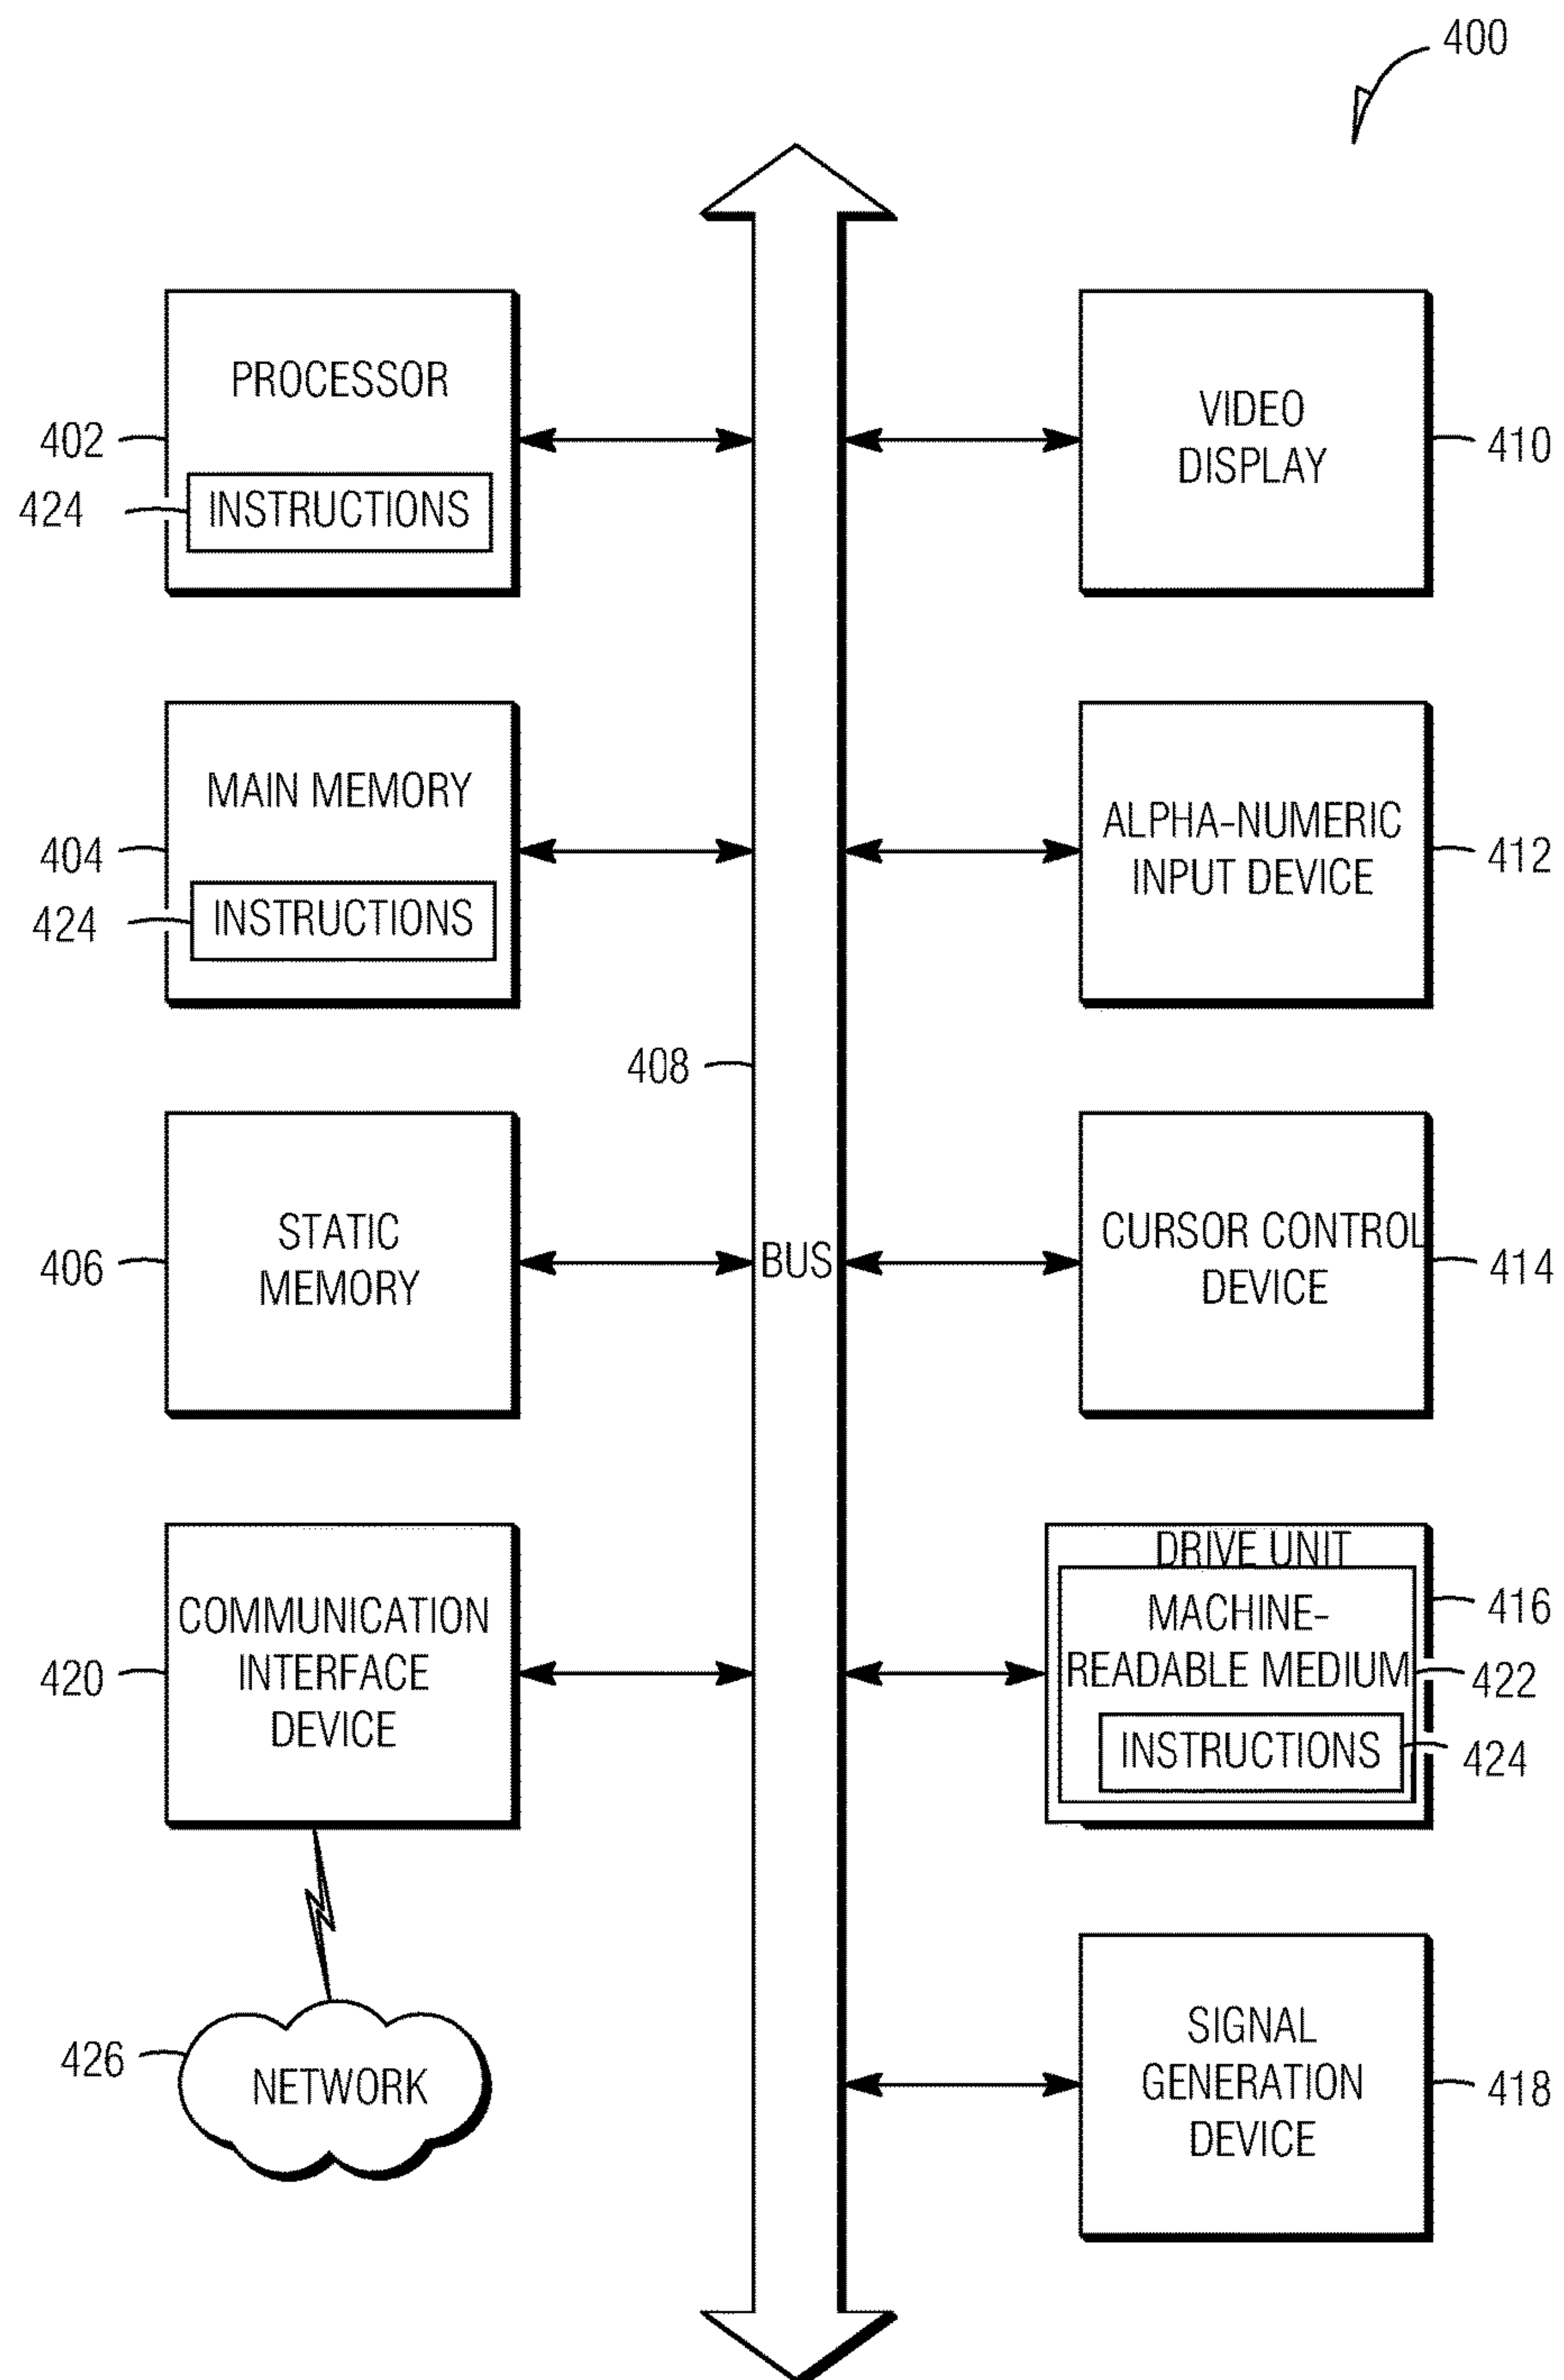 400
PROCESSOR
402
424
INSTRUCTIONS
VIDEO
DISPLAY
410
MAIN MEMORY
404
424
INSTRUCTIONS
ALPHA-NUMERIC
INPUT DEVICE
412
408
BUS
STATIC
MEMORY
406
CURSOR CONTROL
DEVICE
414
COMMUNICATION
INTERFACE
DEVICE
420
DRIVE UNIT
416
MACHINE-
READABLE MEDIUM
422
INSTRUCTIONS
424
426
NETWORK
SIGNAL
GENERATION
DEVICE
418